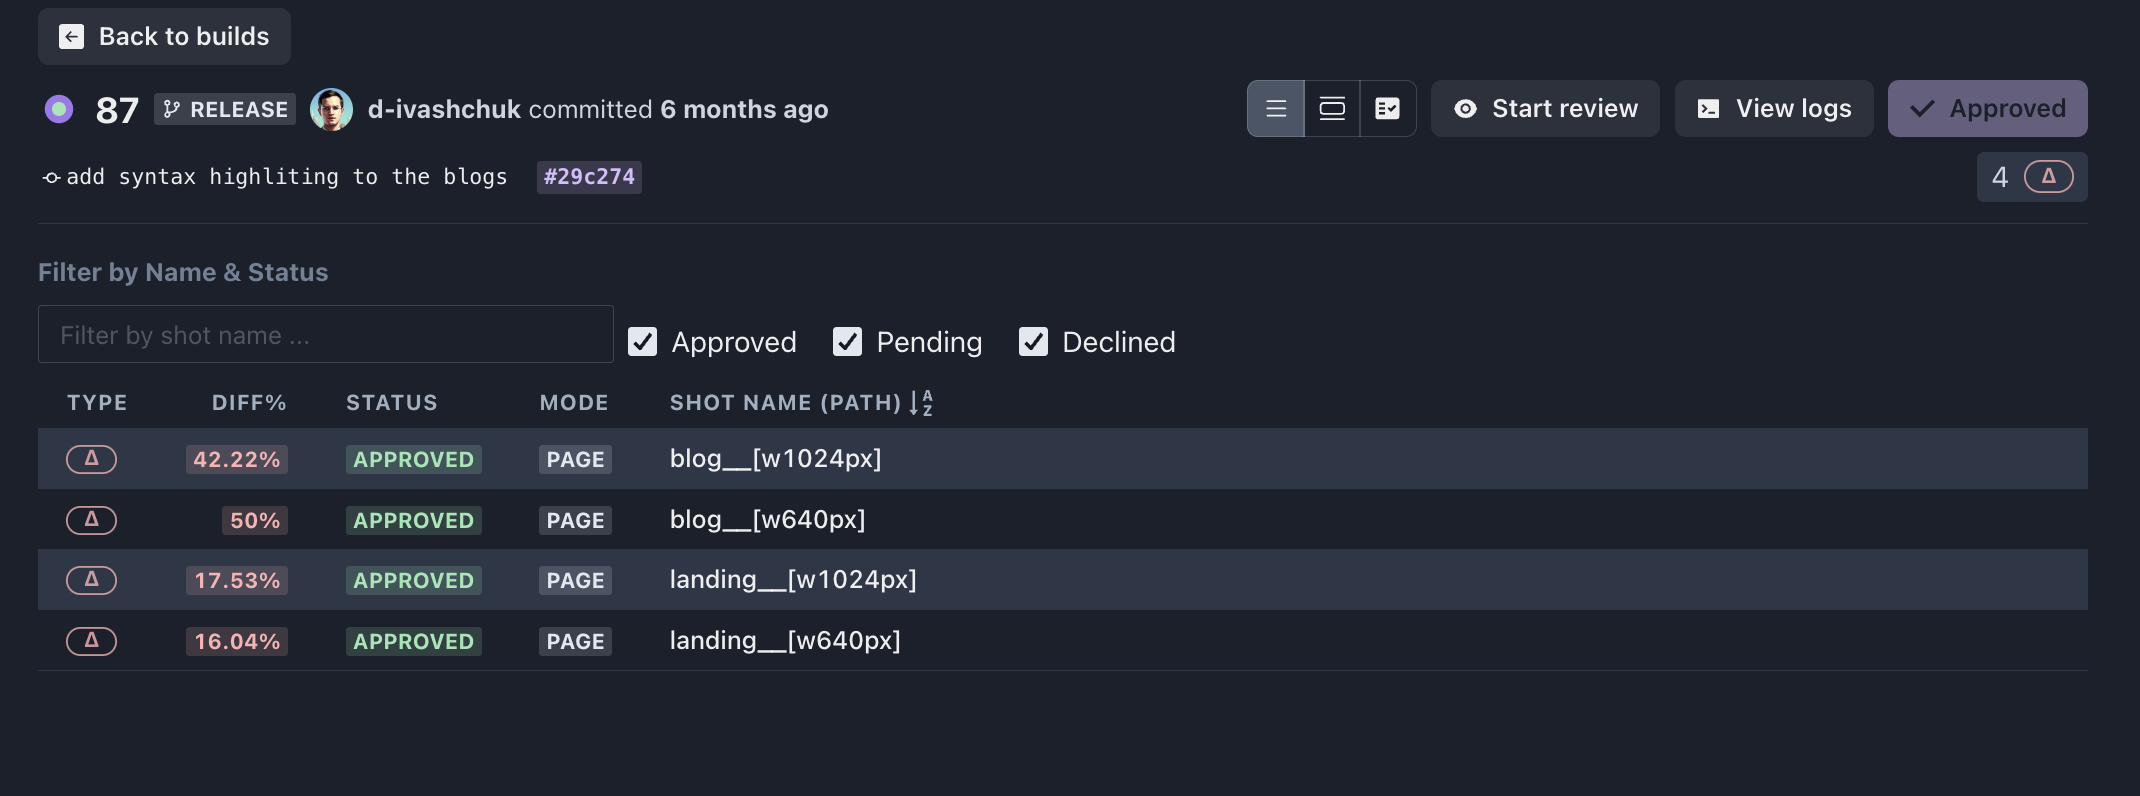 Back to builds
87 RELEASE d-ivashchuk committed 6 months ago
Start review
View logs
Approved
add syntax highliting to the blogs #29c274
4 Δ
Filter by Name & Status
Filter by shot name ...
Approved
Pending
Declined
TYPE DIFF% STATUS MODE SHOT NAME (PATH) A Z
Δ 42.22% APPROVED PAGE blog__[w1024px]
Δ 50% APPROVED PAGE blog__[w640px]
Δ 17.53% APPROVED PAGE landing__[w1024px]
Δ 16.04% APPROVED PAGE landing__[w640px]